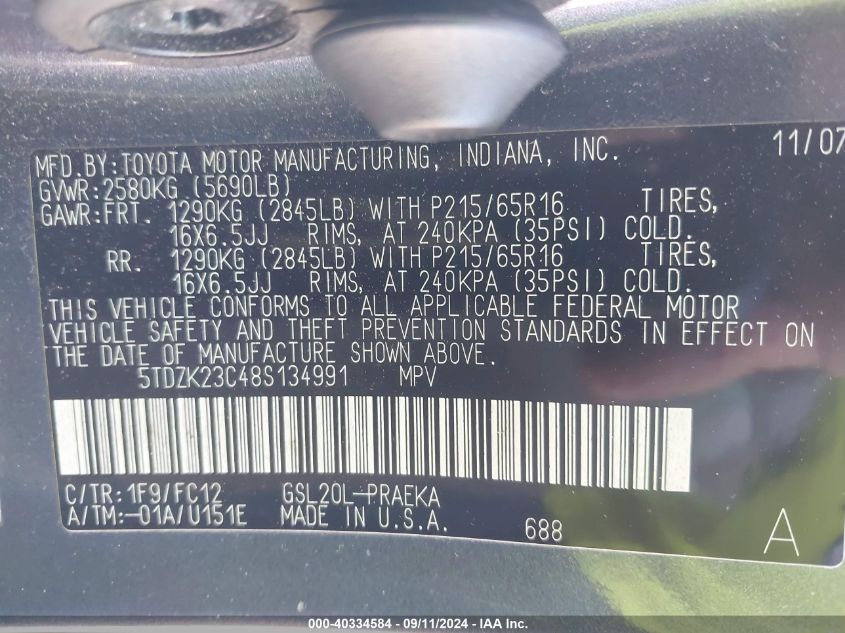 MFD.BY:TOYOTA MOTOR MANUFACTURING, INDIANA, INC. 11/07
GVWR:2580KG (5690LB)
GAWR:FRT. 1290KG (2845LB) WITH P215/65R16 TIRES,
16X6.5JJ RIMS, AT 240KPA (35PSI) COLD.
RR. 1290KG (2845LB) WITH P215/65R16 TIRES,
16X6.5JJ RIMS, AT 240KPA (35PSI) COLD.
THIS VEHICLE CONFORMS TO ALL APPLICABLE FEDERAL MOTOR
VEHICLE SAFETY AND THEFT PREVENTION STANDARDS IN EFFECT ON
THE DATE OF MANUFACTURE SHOWN ABOVE.
5TDZK23C48S134991 MPV
C/TR:1F9/FC12 GSL20L-PRAEKA
A/TM:-01A/U151E MADE IN U.S.A. 688 A
000-40334584 - 09/11/2024 - IAA Inc.